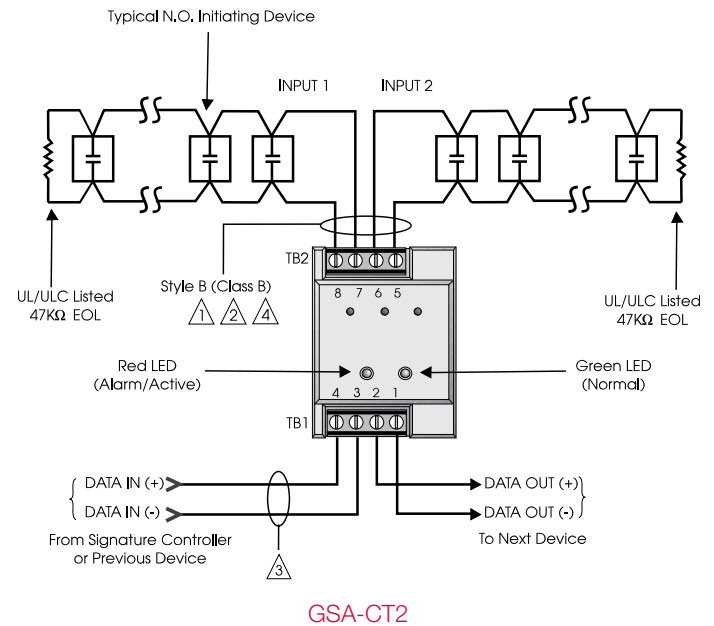 Typical N.O. Initiating Device
INPUT 1
INPUT 2
TB2
Style B (Class B)
1 2 4
8 7 6 5
UL/ULC Listed
47KΩ EOL
UL/ULC Listed
47KΩ EOL
Red LED
(Alarm/Active)
Green LED
(Normal)
4 3 2 1
TB1
DATA IN (+)
DATA IN (-)
From Signature Controller
or Previous Device
3
DATA OUT (+)
DATA OUT (-)
To Next Device
GSA-CT2